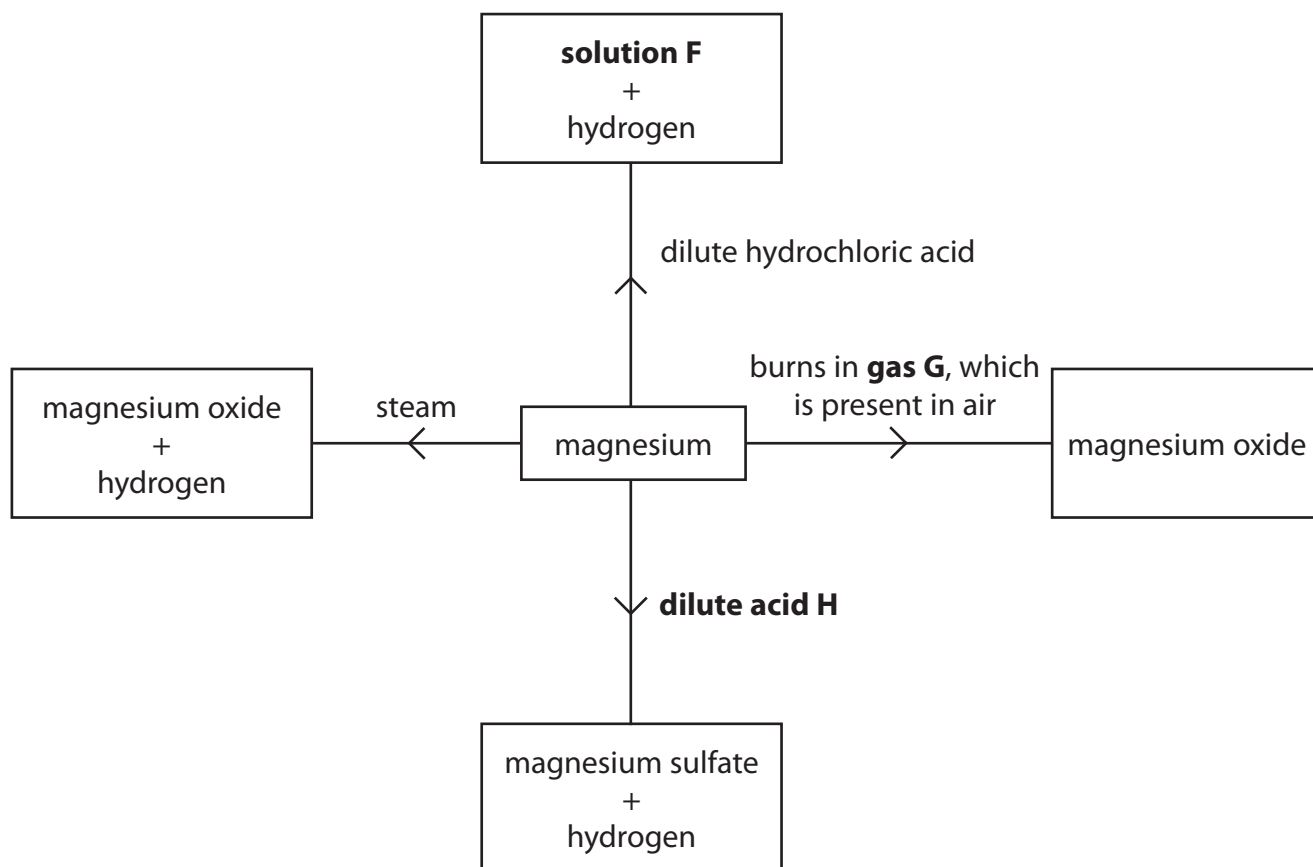 solution F
+
hydrogen
dilute hydrochloric acid
burns in gas G, which
is present in air
magnesium oxide
+
hydrogen
steam
magnesium
magnesium oxide
dilute acid H
magnesium sulfate
+
hydrogen